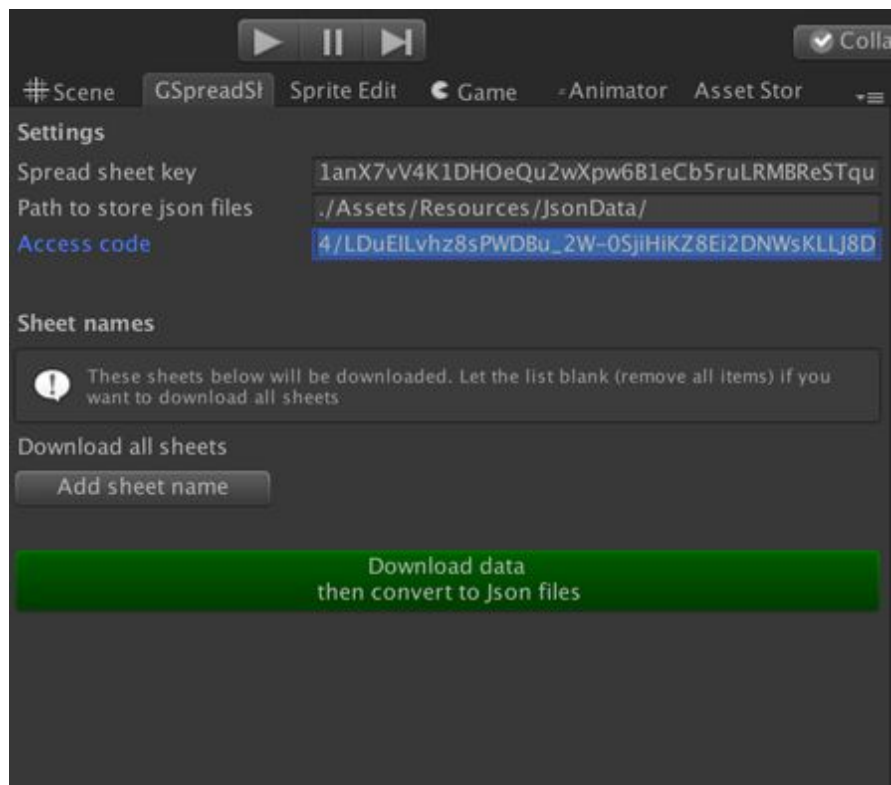 Colla
Scene GSpreadSh Sprite Edit Game Animator Asset Stor
Settings
Spread sheet key 1anX7vV4K1DHOeQu2wXpw6B1eCb5ruLRMBReSTqu
Path to store json files ./Assets/Resources/JsonData/
Access code 4/LDuEILvhz8sPWDBu_2W-0SjiHiKZ8Ei2DNWsKLLJ8D
Sheet names
These sheets below will be downloaded. Let the list blank (remove all items) if you
want to download all sheets
Download all sheets
Add sheet name
Download data
then convert to Json files